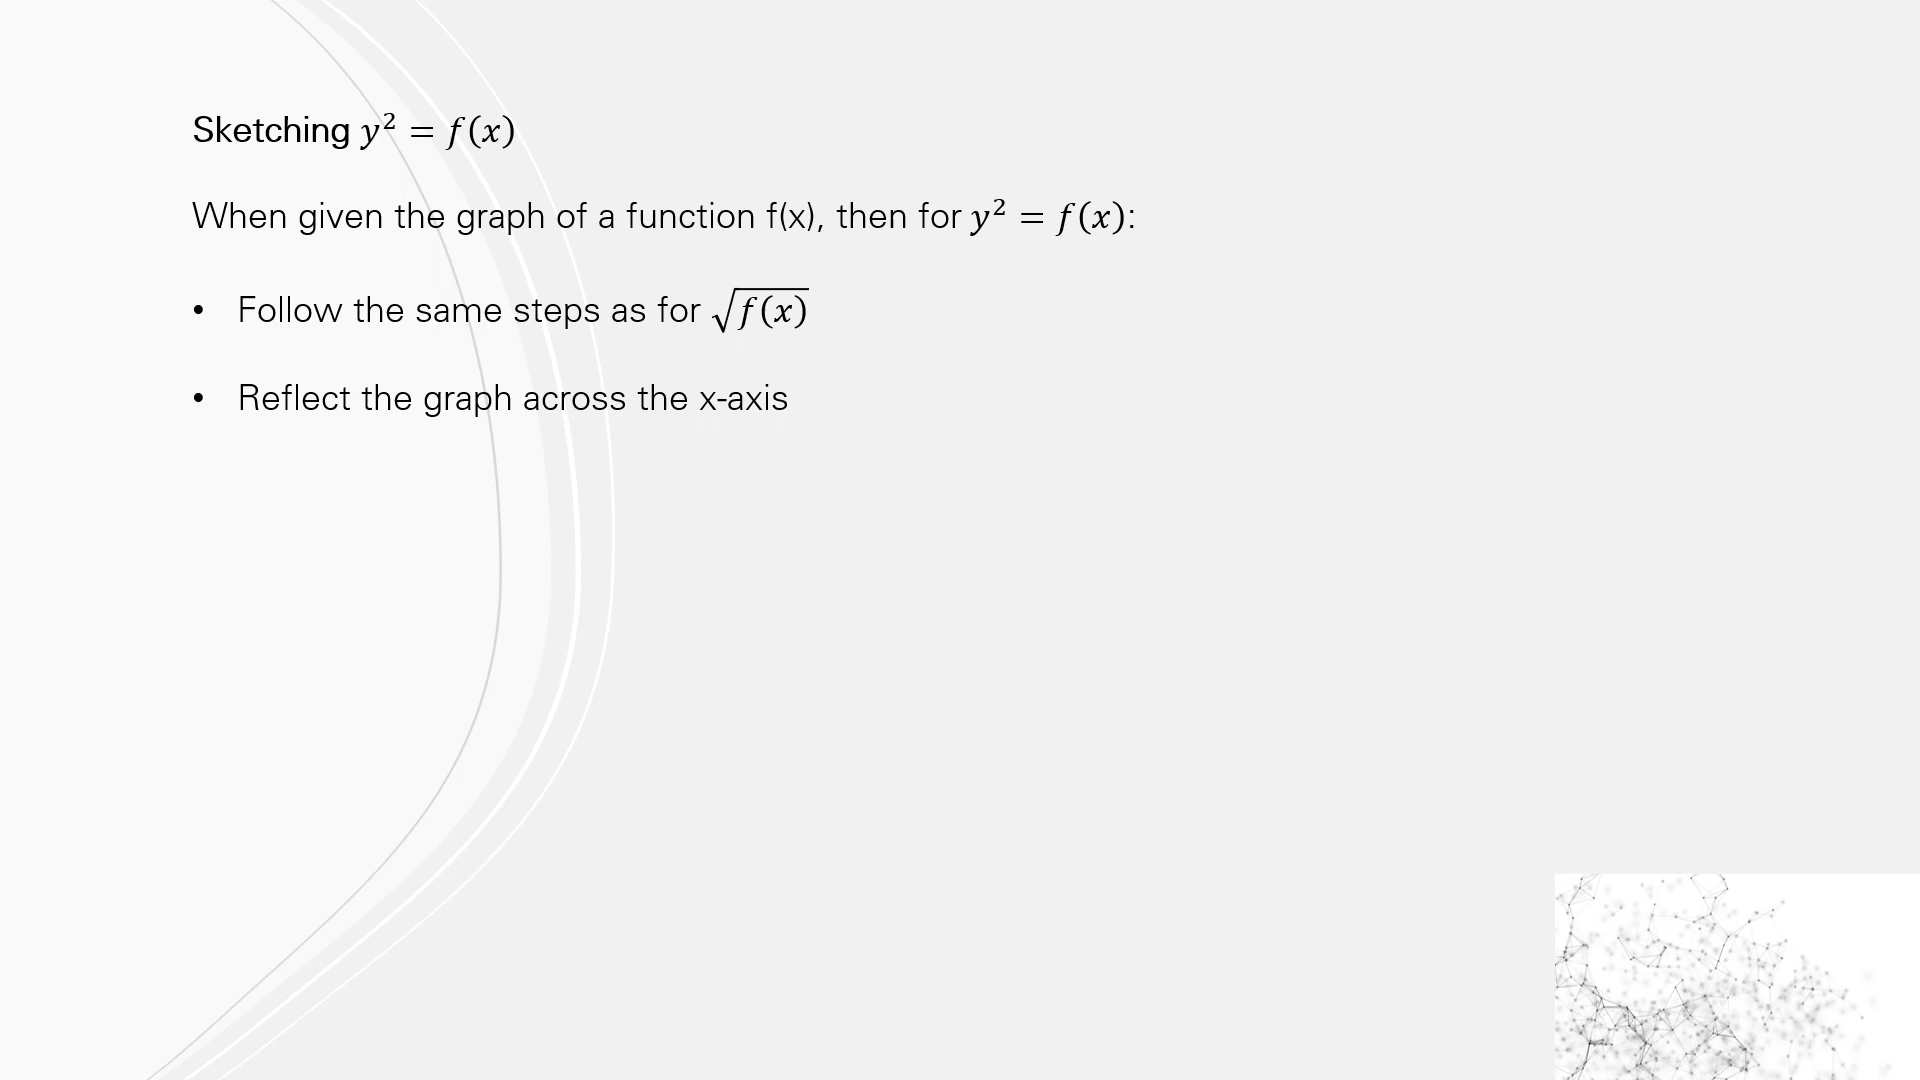 Sketching y² = f(x)
When given the graph of a function f(x), then for y² = f(x):
• Follow the same steps as for √f(x)
• Reflect the graph across the x-axis